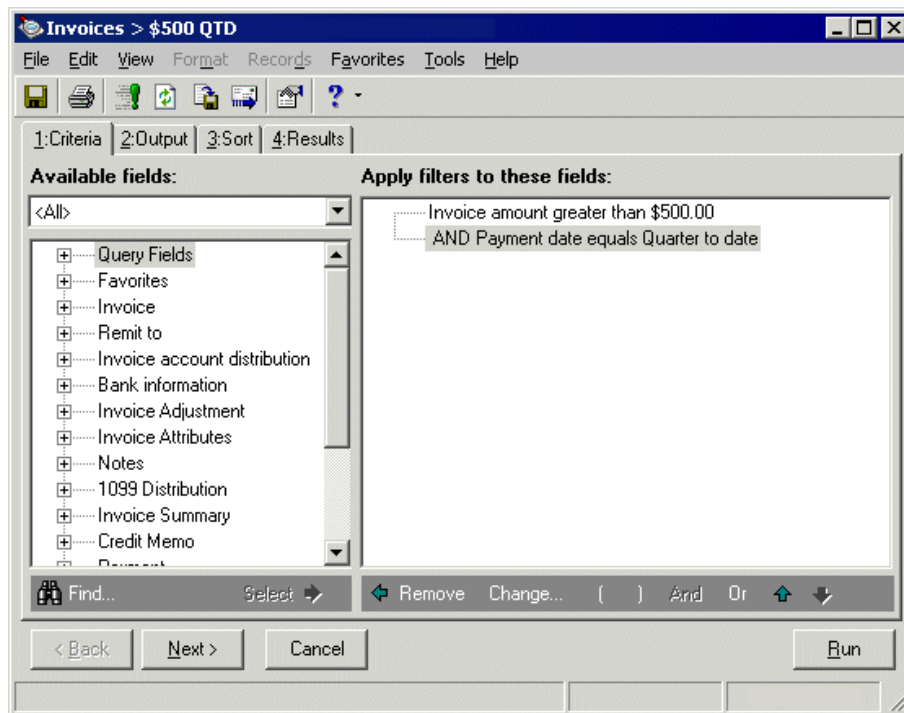 Invoices > $500 QTD
File Edit View Format Records Favorites Tools Help
1:Criteria 2:Output 3:Sort 4:Results
Available fields:
<All>
Query Fields
Favorites
Invoice
Remit to
Invoice account distribution
Bank information
Invoice Adjustment
Invoice Attributes
Notes
1099 Distribution
Invoice Summary
Credit Memo
Find... Select
Apply filters to these fields:
Invoice amount greater than $500.00
AND Payment date equals Quarter to date
Remove Change... ( ) And Or
< Back Next > Cancel Run